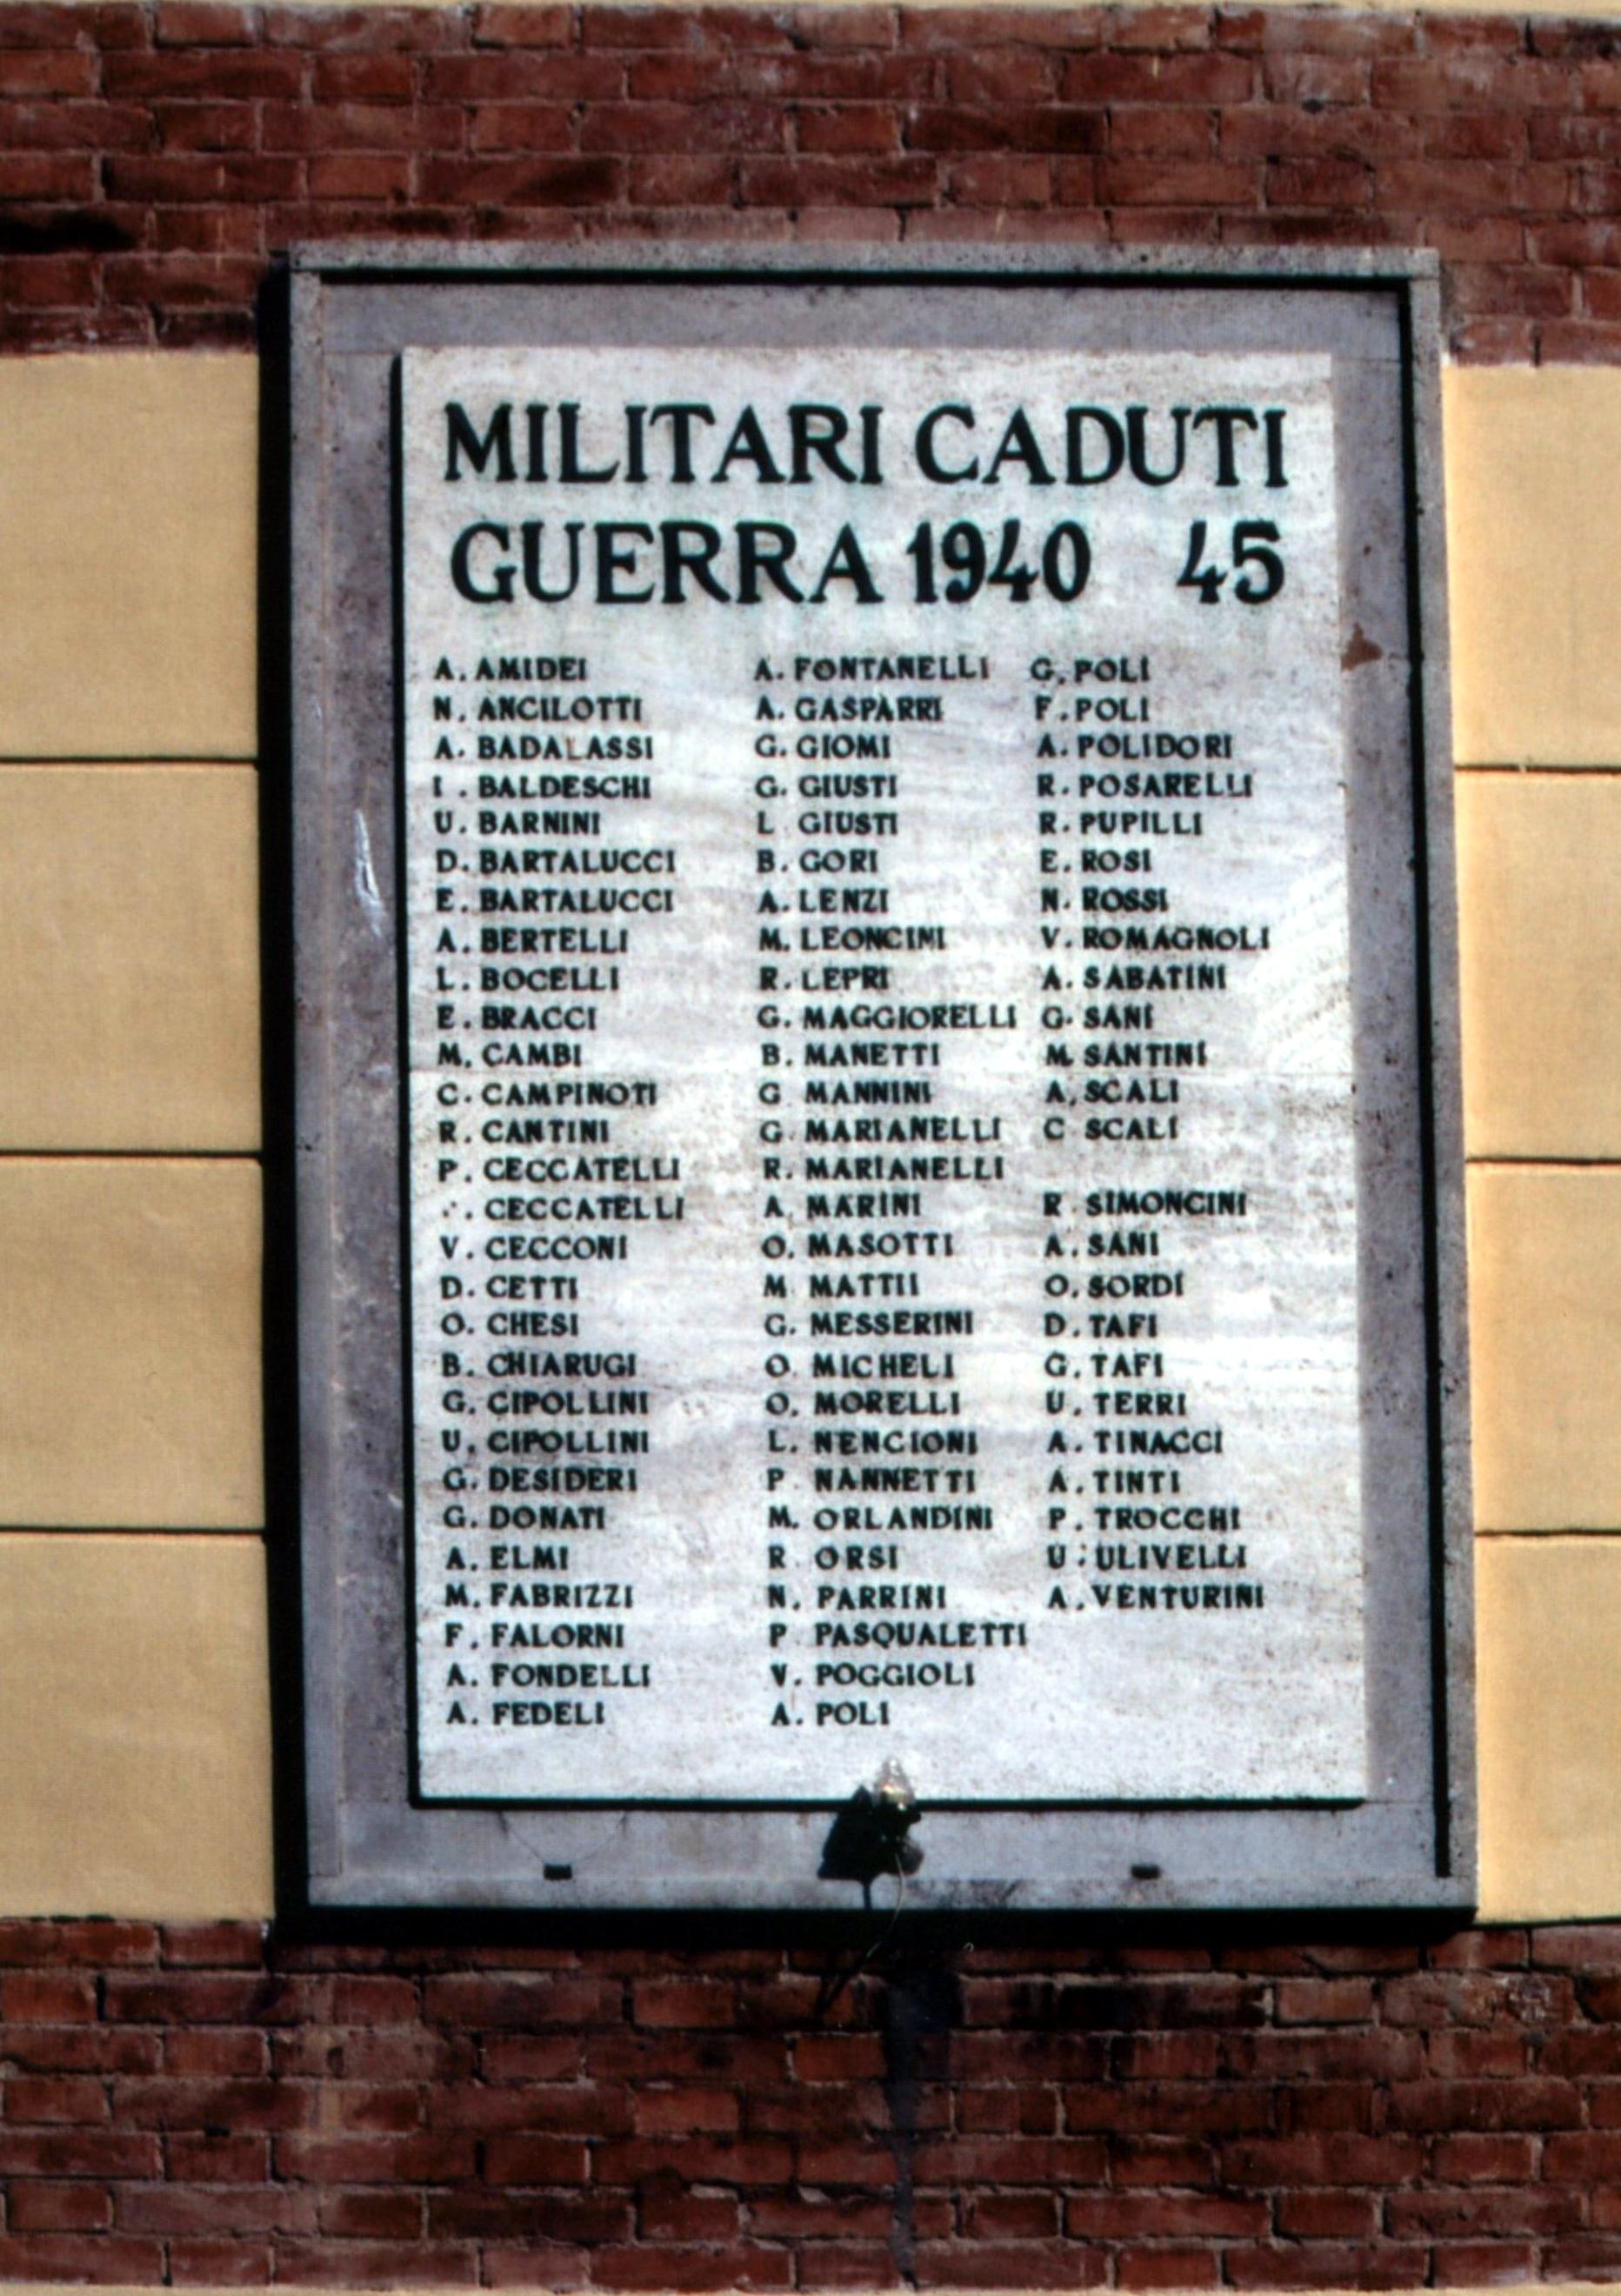 MILITARI CADUTI
GUERRA 1940 45
A. AMIDEI
N. ANCILOTTI
A. BADALASSI
I. BALDESCHI
U. BARNINI
D. BARTALUCCI
E. BARTALUCCI
A. BERTELLI
L. BOCELLI
E. BRACCI
M. CAMBI
C. CAMPINOTI
R. CANTINI
P. CECCATELLI
CECCATELLI
V. CECCONI
D. CETTI
O. CHESI
B. CHIARUGI
G. CIPOLLINI
U. CIPOLLINI
G. DESIDERI
G. DONATI
A. ELMI
M. FABRIZZI
F. FALORNI
A. FONDELLI
A. FEDELI
A. FONTANELLI
A. GASPARRI
G. GIOMI
G. GIUSTI
L GIUSTI
B. GORI
A. LENZI
M. LEONCINI
R. LEPRI
G. MAGGIORELLI
B. MANETTI
G MANNINI
G. MARIANELLI
R. MARIANELLI
A MARINI
O. MASOTTI
M MATTII
G. MESSERINI
O MICHELI
O. MORELLI
L. NENCIONI
P NANNETTI
M. ORLANDINI
R ORSI
N. PARRINI
P PASQUALETTI
V. POGGIOLI
A. POLI
G. POLI
F. POLI
A. POLIDORI
R. POSARELLI
R. PUPILLI
E. ROSI
N. ROSSI
V. ROMAGNOLI
A. SABATINI
G. SANI
M. SANTINI
A. SCALI
C SCALI
R SIMONCINI
A. SANI
O. SORDI
D. TAFI
G. TAFI
U. TERRI
A. TINACCI
A. TINTI
P. TROCCHI
U. ULIVELLI
A. VENTURINI